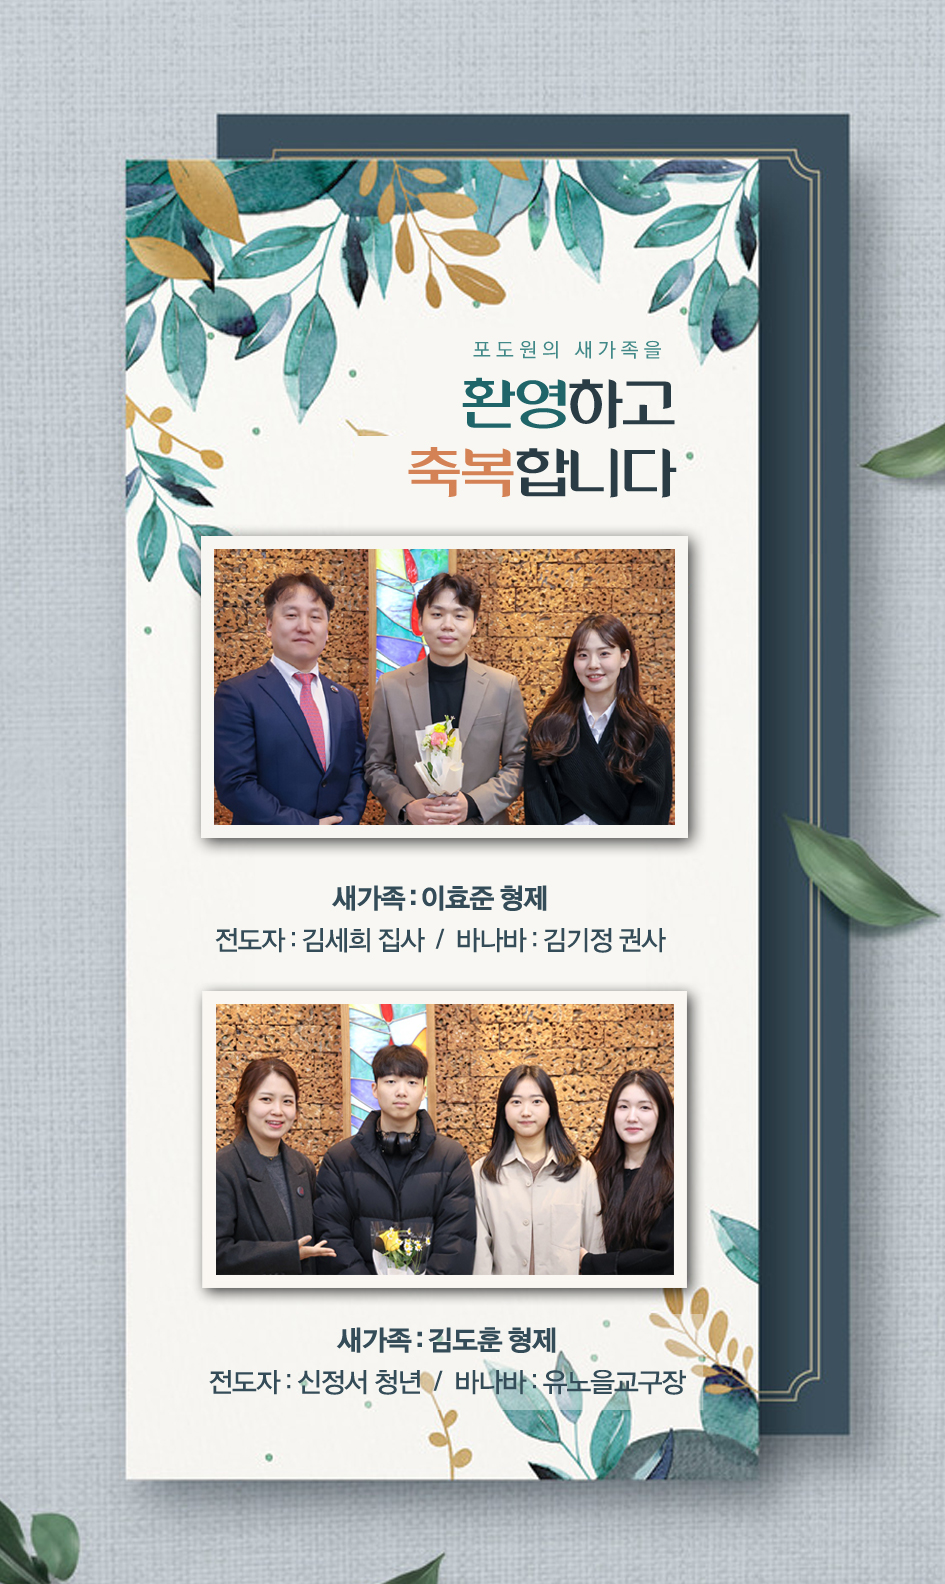 포도원의 새가족을
환영하고
축복합니다
새가족 : 이효준 형제
전도자 : 김세희 집사 / 바나바 : 김기정 권사
새가족 : 김도훈 형제
전도자 : 신정서 청년 / 바나바 : 유노을교구장